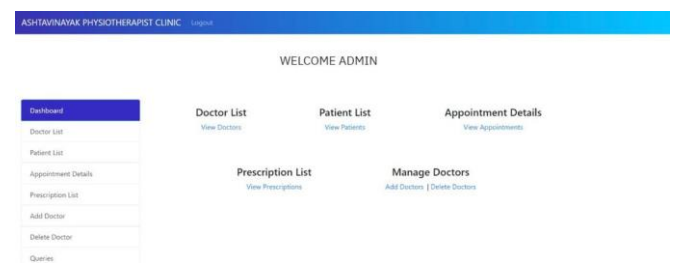 ASHTAVINAYAK PHYSIOTHERAPIST CLINIC Logout
WELCOME ADMIN
Dashboard
Doctor List
Patient List
Appointment Details
Prescription List
Add Doctor
Delete Doctor
Queries
Doctor List
View Doctors
Patient List
View Patients
Appointment Details
View Appointments
Prescription List
View Prescriptions
Manage Doctors
Add Doctors | Delete Doctors